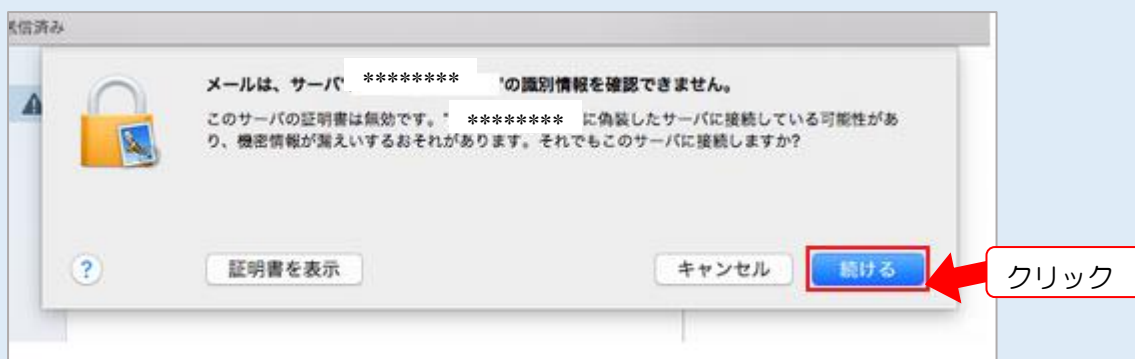 送信済み
メールは、サーバ"********"の識別情報を確認できません。
このサーバの証明書は無効です。"********に偽装したサーバに接続している可能性があ
り、機密情報が漏えいするおそれがあります。それでもこのサーバに接続しますか?
?
証明書を表示
キャンセル
続ける
クリック